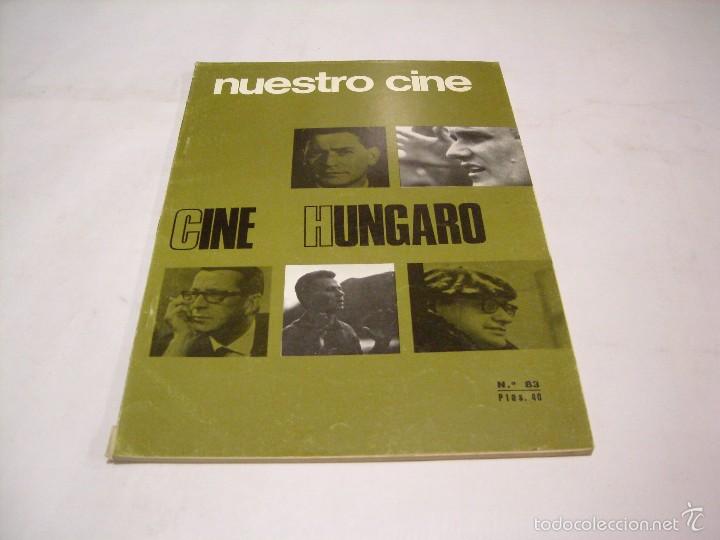 nuestro cine
CINE HUNGARO
N.º 83
Ptas. 40
todocoleccion.net